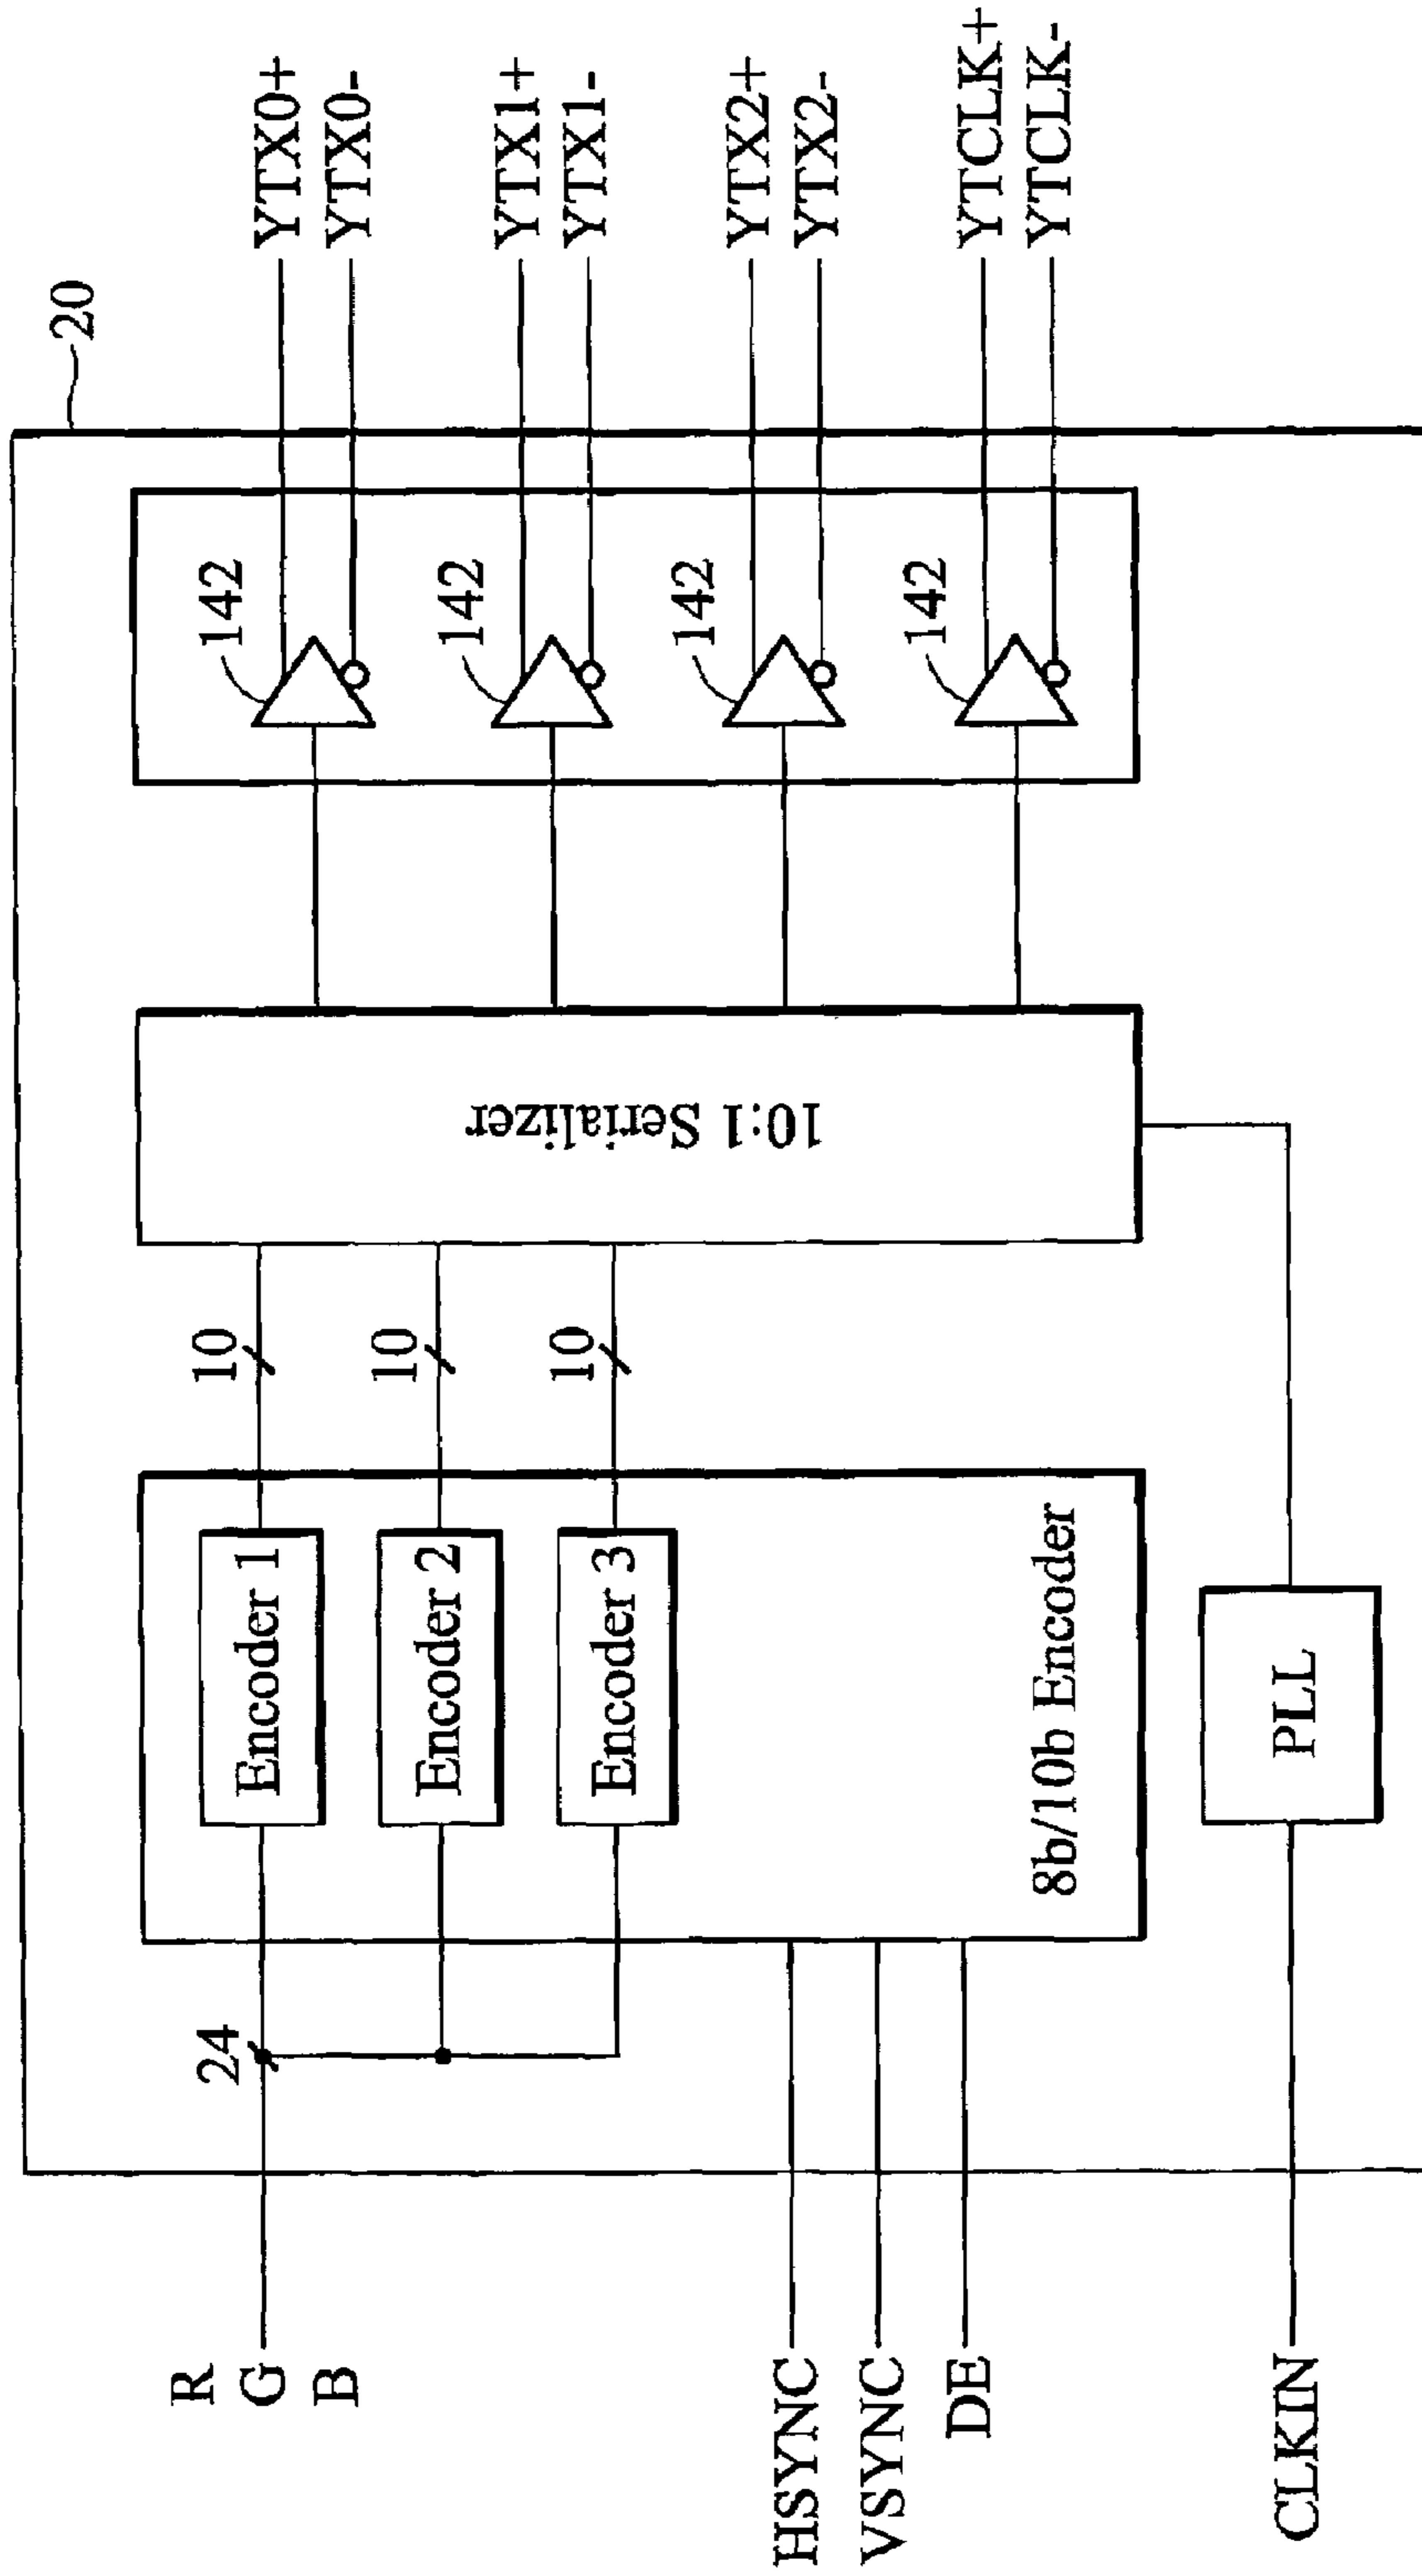 20
R
G
B
24
HSYNC
VSYNC
DE
CLKIN
Encoder 1
Encoder 2
Encoder 3
8b/10b Encoder
PLL
10
10
10
10:1 Serializer
142
142
142
142
YTX0+
YTX0-
YTX1+
YTX1-
YTX2+
YTX2-
YTCLK+
YTCLK-